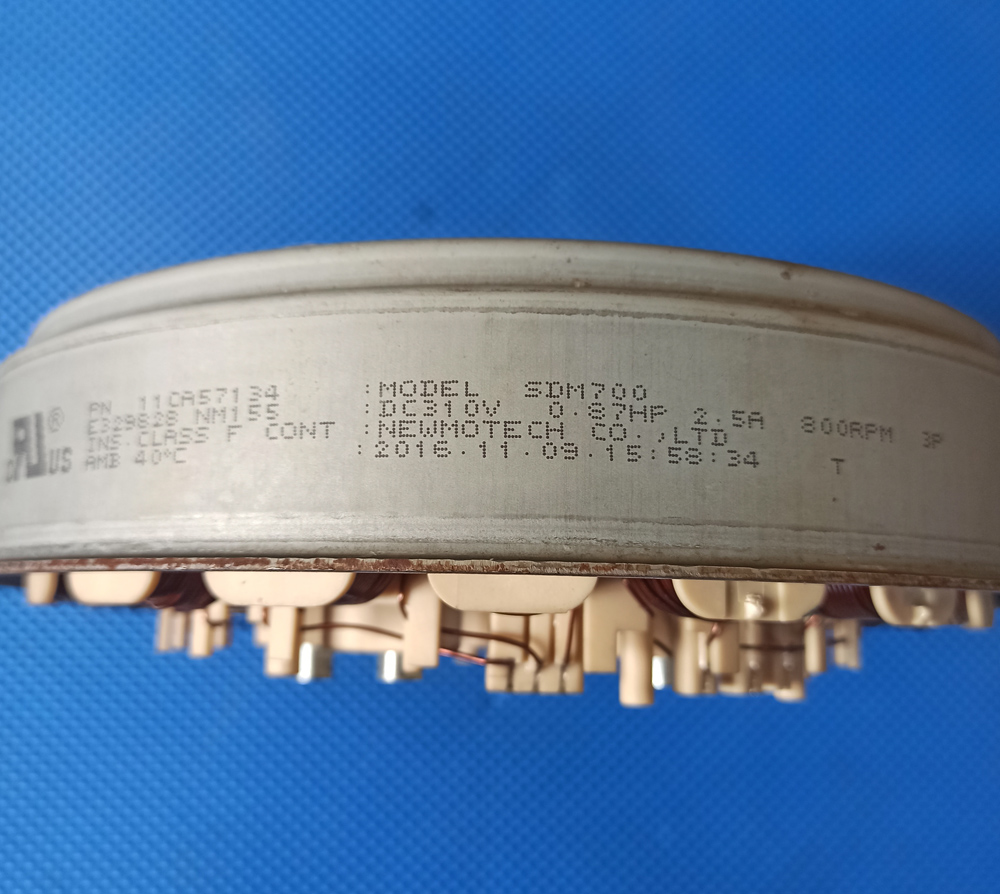 cRUus®
PN 11CA57134 :MODEL SDM700
E329828 NM155 :DC310V 0.87HP 2.5A 800RPM 3P
INS.CLASS F CONT :NEWMOTECH CO.,LTD
AMB 40°C :2016.11.09.15:58:34 T